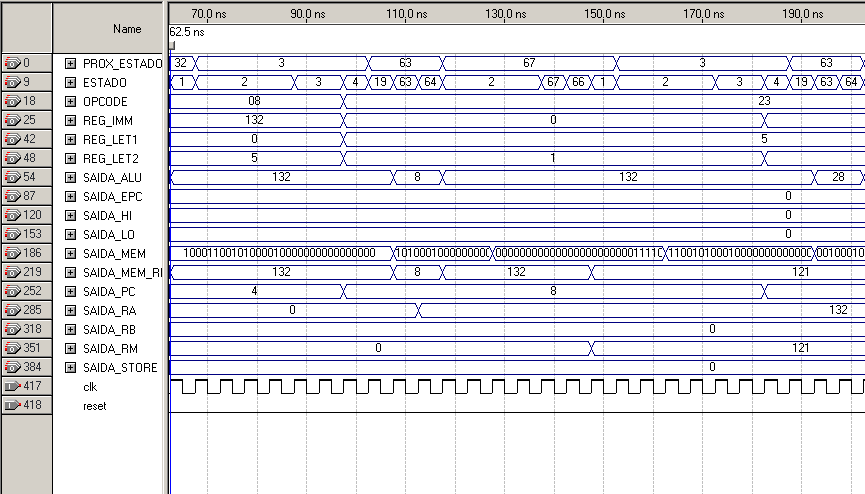 Name
70.0 ns 90.0 ns 110.0 ns 130.0 ns 150.0 ns 170.0 ns 190.0 ns
62.5 ns
0 PROX_ESTADO 32 3 63 67 3 63
9 ESTADO 1 2 3 4 19 63 64 2 67 66 1 2 3 4 19 63 64
18 OPCODE 08 23
25 REG_IMM 132 0
42 REG_LET1 0 5
48 REG_LET2 5 1
54 SAIDA_ALU 132 8 132 28
87 SAIDA_EPC 0
120 SAIDA_HI 0
153 SAIDA_LO 0
186 SAIDA_MEM
219 SAIDA_MEM_RI 132 8 132 121
252 SAIDA_PC 4 8
285 SAIDA_RA 0 132
318 SAIDA_RB 0
351 SAIDA_RM 0 121
384 SAIDA_STORE 0
417 clk
418 reset